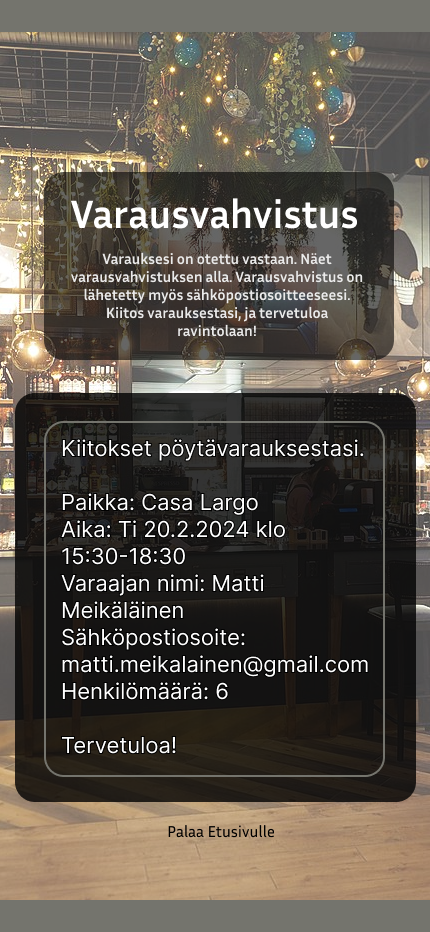 Varausvahvistus
Varauksesi on otettu vastaan. Näet
varausvahvistuksen alla. Varausvahvistus on
lähetetty myös sähköpostiosoitteeseesi.
Kiitos varauksestasi, ja tervetuloa
ravintolaan!
Kiitokset pöytävarauksestasi.
Paikka: Casa Largo
Aika: Ti 20.2.2024 klo
15:30-18:30
Varaajan nimi: Matti
Meikäläinen
Sähköpostiosoite:
matti.meikalainen@gmail.com
Henkilömäärä: 6
Tervetuloa!
Palaa Etusivulle